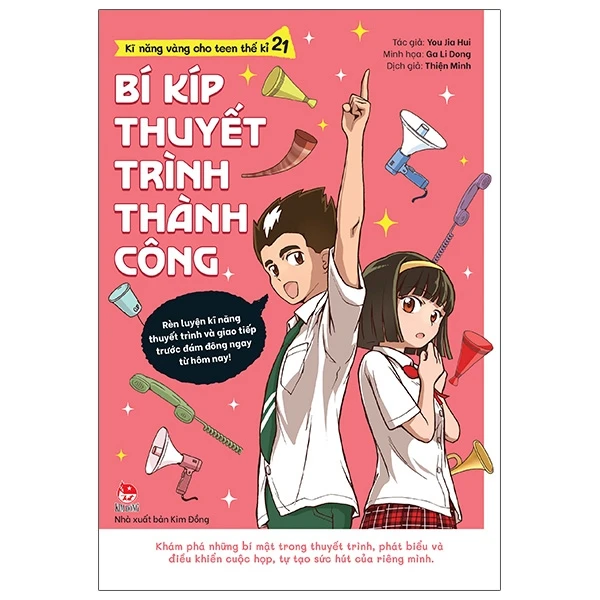 Kĩ năng vàng cho teen thế kỉ 21
Tác giả: You Jia Hui
Minh họa: Ga Li Dong
Dịch giả: Thiện Minh
BÍ KÍP
THUYẾT
TRÌNH
THÀNH
CÔNG
Rèn luyện kĩ năng
thuyết trình và giao tiếp
trước đám đông ngay
từ hôm nay!
KIM ĐỒNG
Nhà xuất bản Kim Đồng
Khám phá những bí mật trong thuyết trình, phát biểu và
điều khiển cuộc họp, tự tạo sức hút của riêng mình.